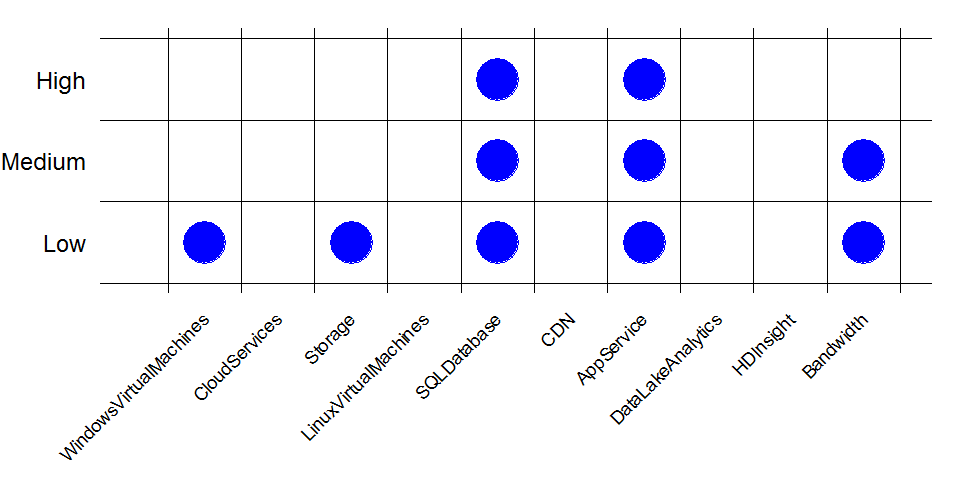 High
Medium
Low
WindowsVirtualMachines
CloudServices
Storage
LinuxVirtualMachines
SQLDatabase
CDN
AppService
DataLakeAnalytics
HDInsight
Bandwidth